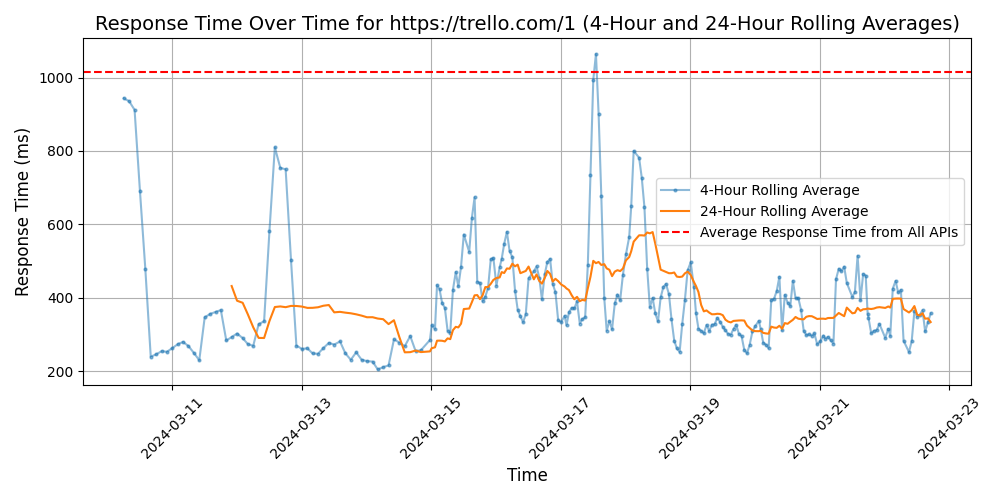 Response Time Over Time for https://trello.com/1 (4-Hour and 24-Hour Rolling Averages)
Response Time (ms)
1000
800
600
400
200
4-Hour Rolling Average
24-Hour Rolling Average
Average Response Time from All APIs
2024-03-11
2024-03-13
2024-03-15
2024-03-17
2024-03-19
2024-03-21
2024-03-23
Time